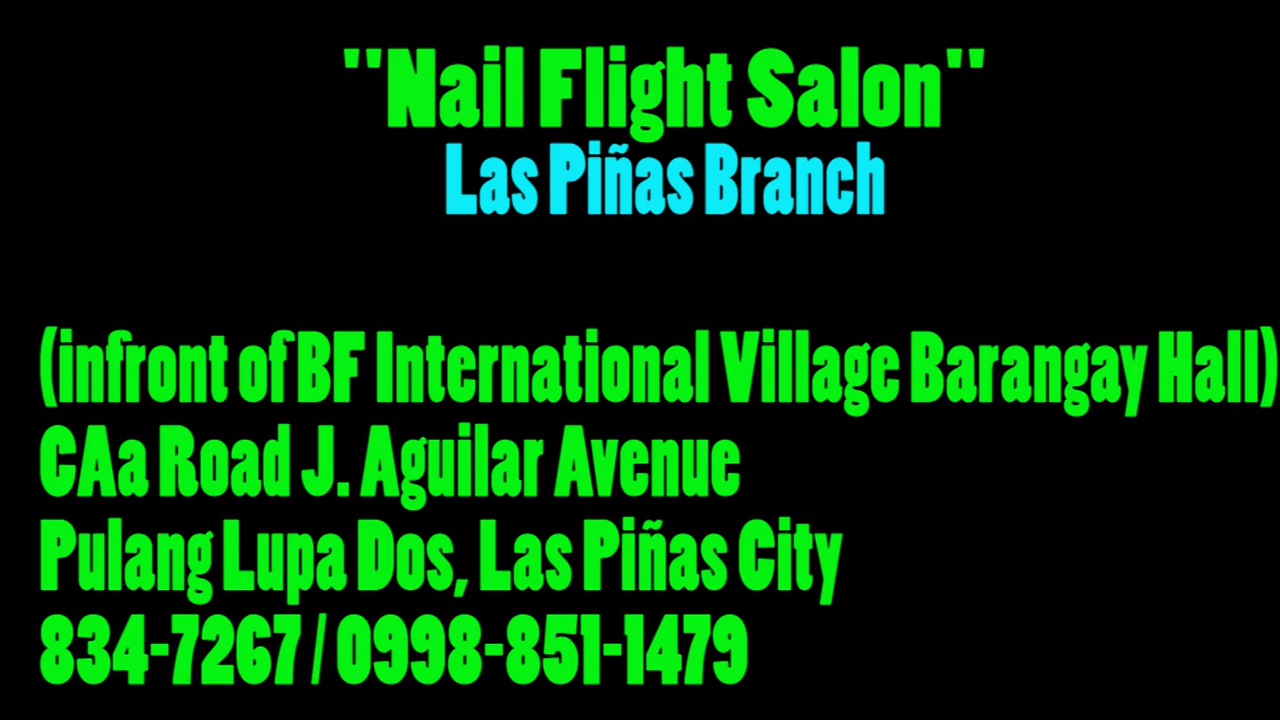 "Nail Flight Salon"
Las Piñas Branch
(infront of BF International Village Barangay Hall)
CAa Road J. Aguilar Avenue
Pulang Lupa Dos, Las Piñas City
834-7267 / 0998-851-1479